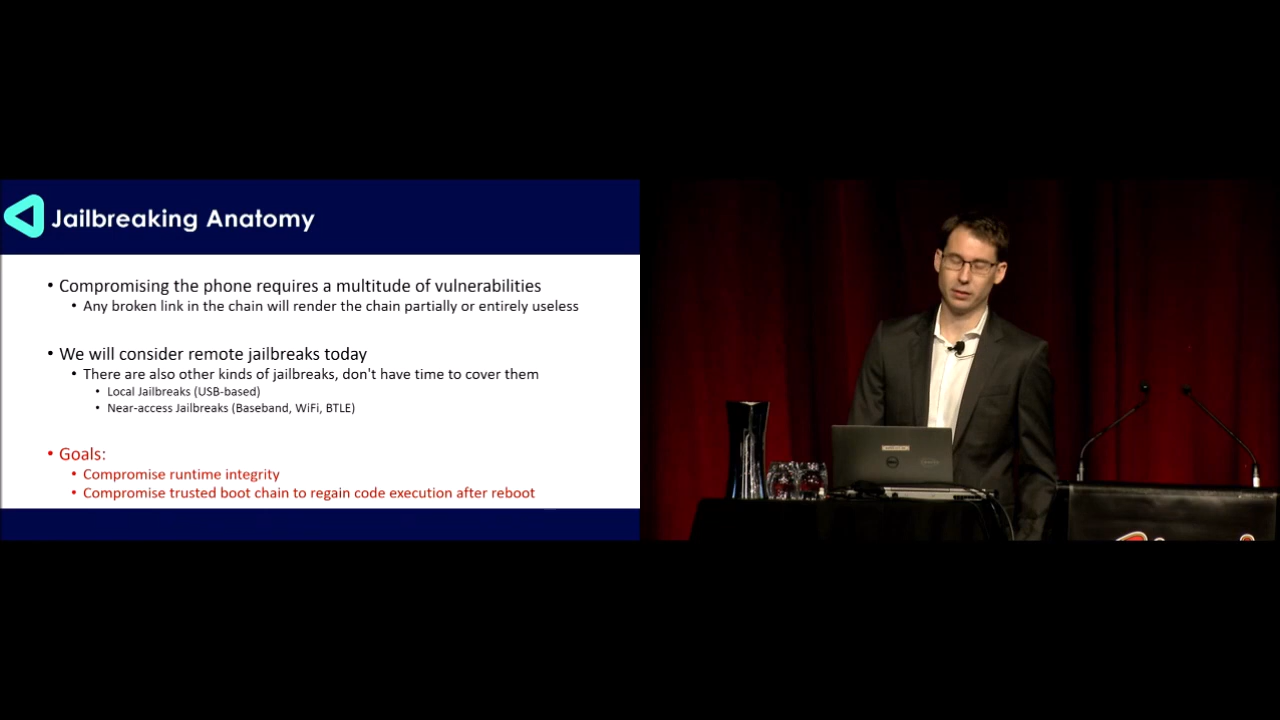 Jailbreaking Anatomy
• Compromising the phone requires a multitude of vulnerabilities
• Any broken link in the chain will render the chain partially or entirely useless
• We will consider remote jailbreaks today
• There are also other kinds of jailbreaks, don't have time to cover them
• Local Jailbreaks (USB-based)
• Near-access Jailbreaks (Baseband, WiFi, BTLE)
• Goals:
• Compromise runtime integrity
• Compromise trusted boot chain to regain code execution after reboot